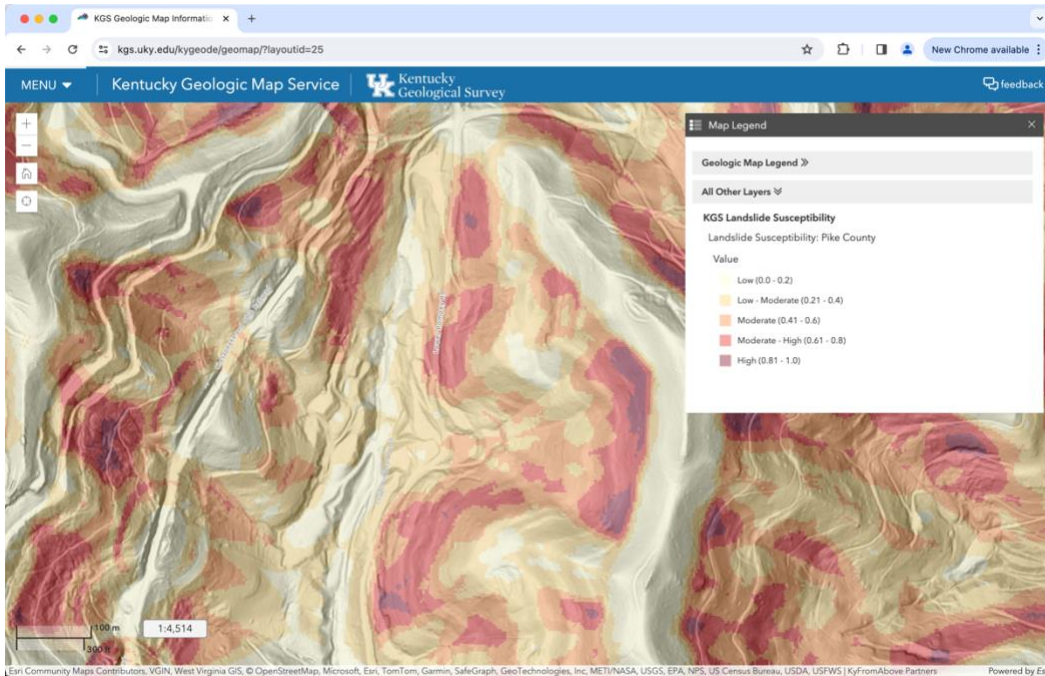 KGS Geologic Map Informatio
kgs.uky.edu/kygeode/geomap/?layoutid=25
New Chrome available
MENU
Kentucky Geologic Map Service
UK
Kentucky
Geological Survey
feedback
Map Legend
Geologic Map Legend
All Other Layers
KGS Landslide Susceptibility
Landslide Susceptibility: Pike County
Value
Low (0.0 - 0.2)
Low - Moderate (0.21 - 0.4)
Moderate (0.41 - 0.6)
Moderate - High (0.61 - 0.8)
High (0.81 - 1.0)
100 m
300 ft
1:4,514
Esri Community Maps Contributors, VGIN, West Virginia GIS, © OpenStreetMap, Microsoft, Esri, TomTom, Garmin, SafeGraph, GeoTechnologies, Inc, METI/NASA, USGS, EPA, NPS, US Census Bureau, USDA, USFWS | KyFromAbove Partners
Powered by Es